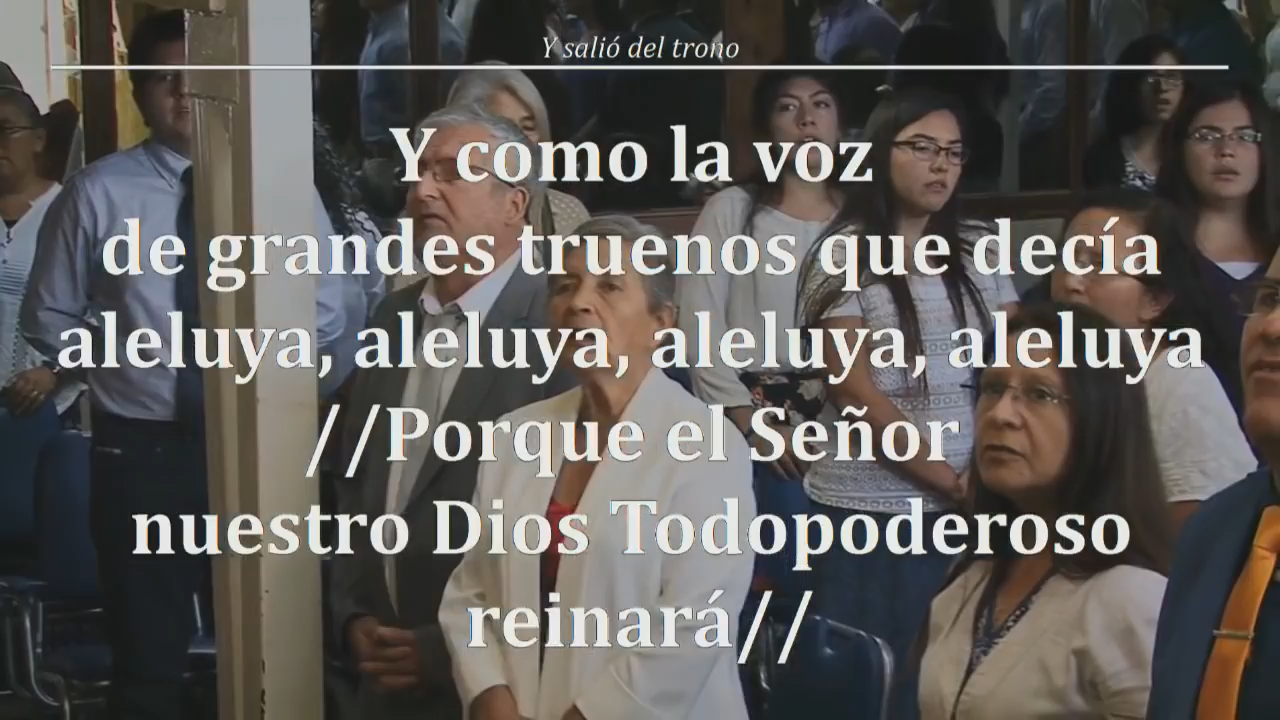 Y salió del trono
Y como la voz
de grandes truenos que decía
aleluya, aleluya, aleluya, aleluya
//Porque el Señor
nuestro Dios Todopoderoso
reinará//